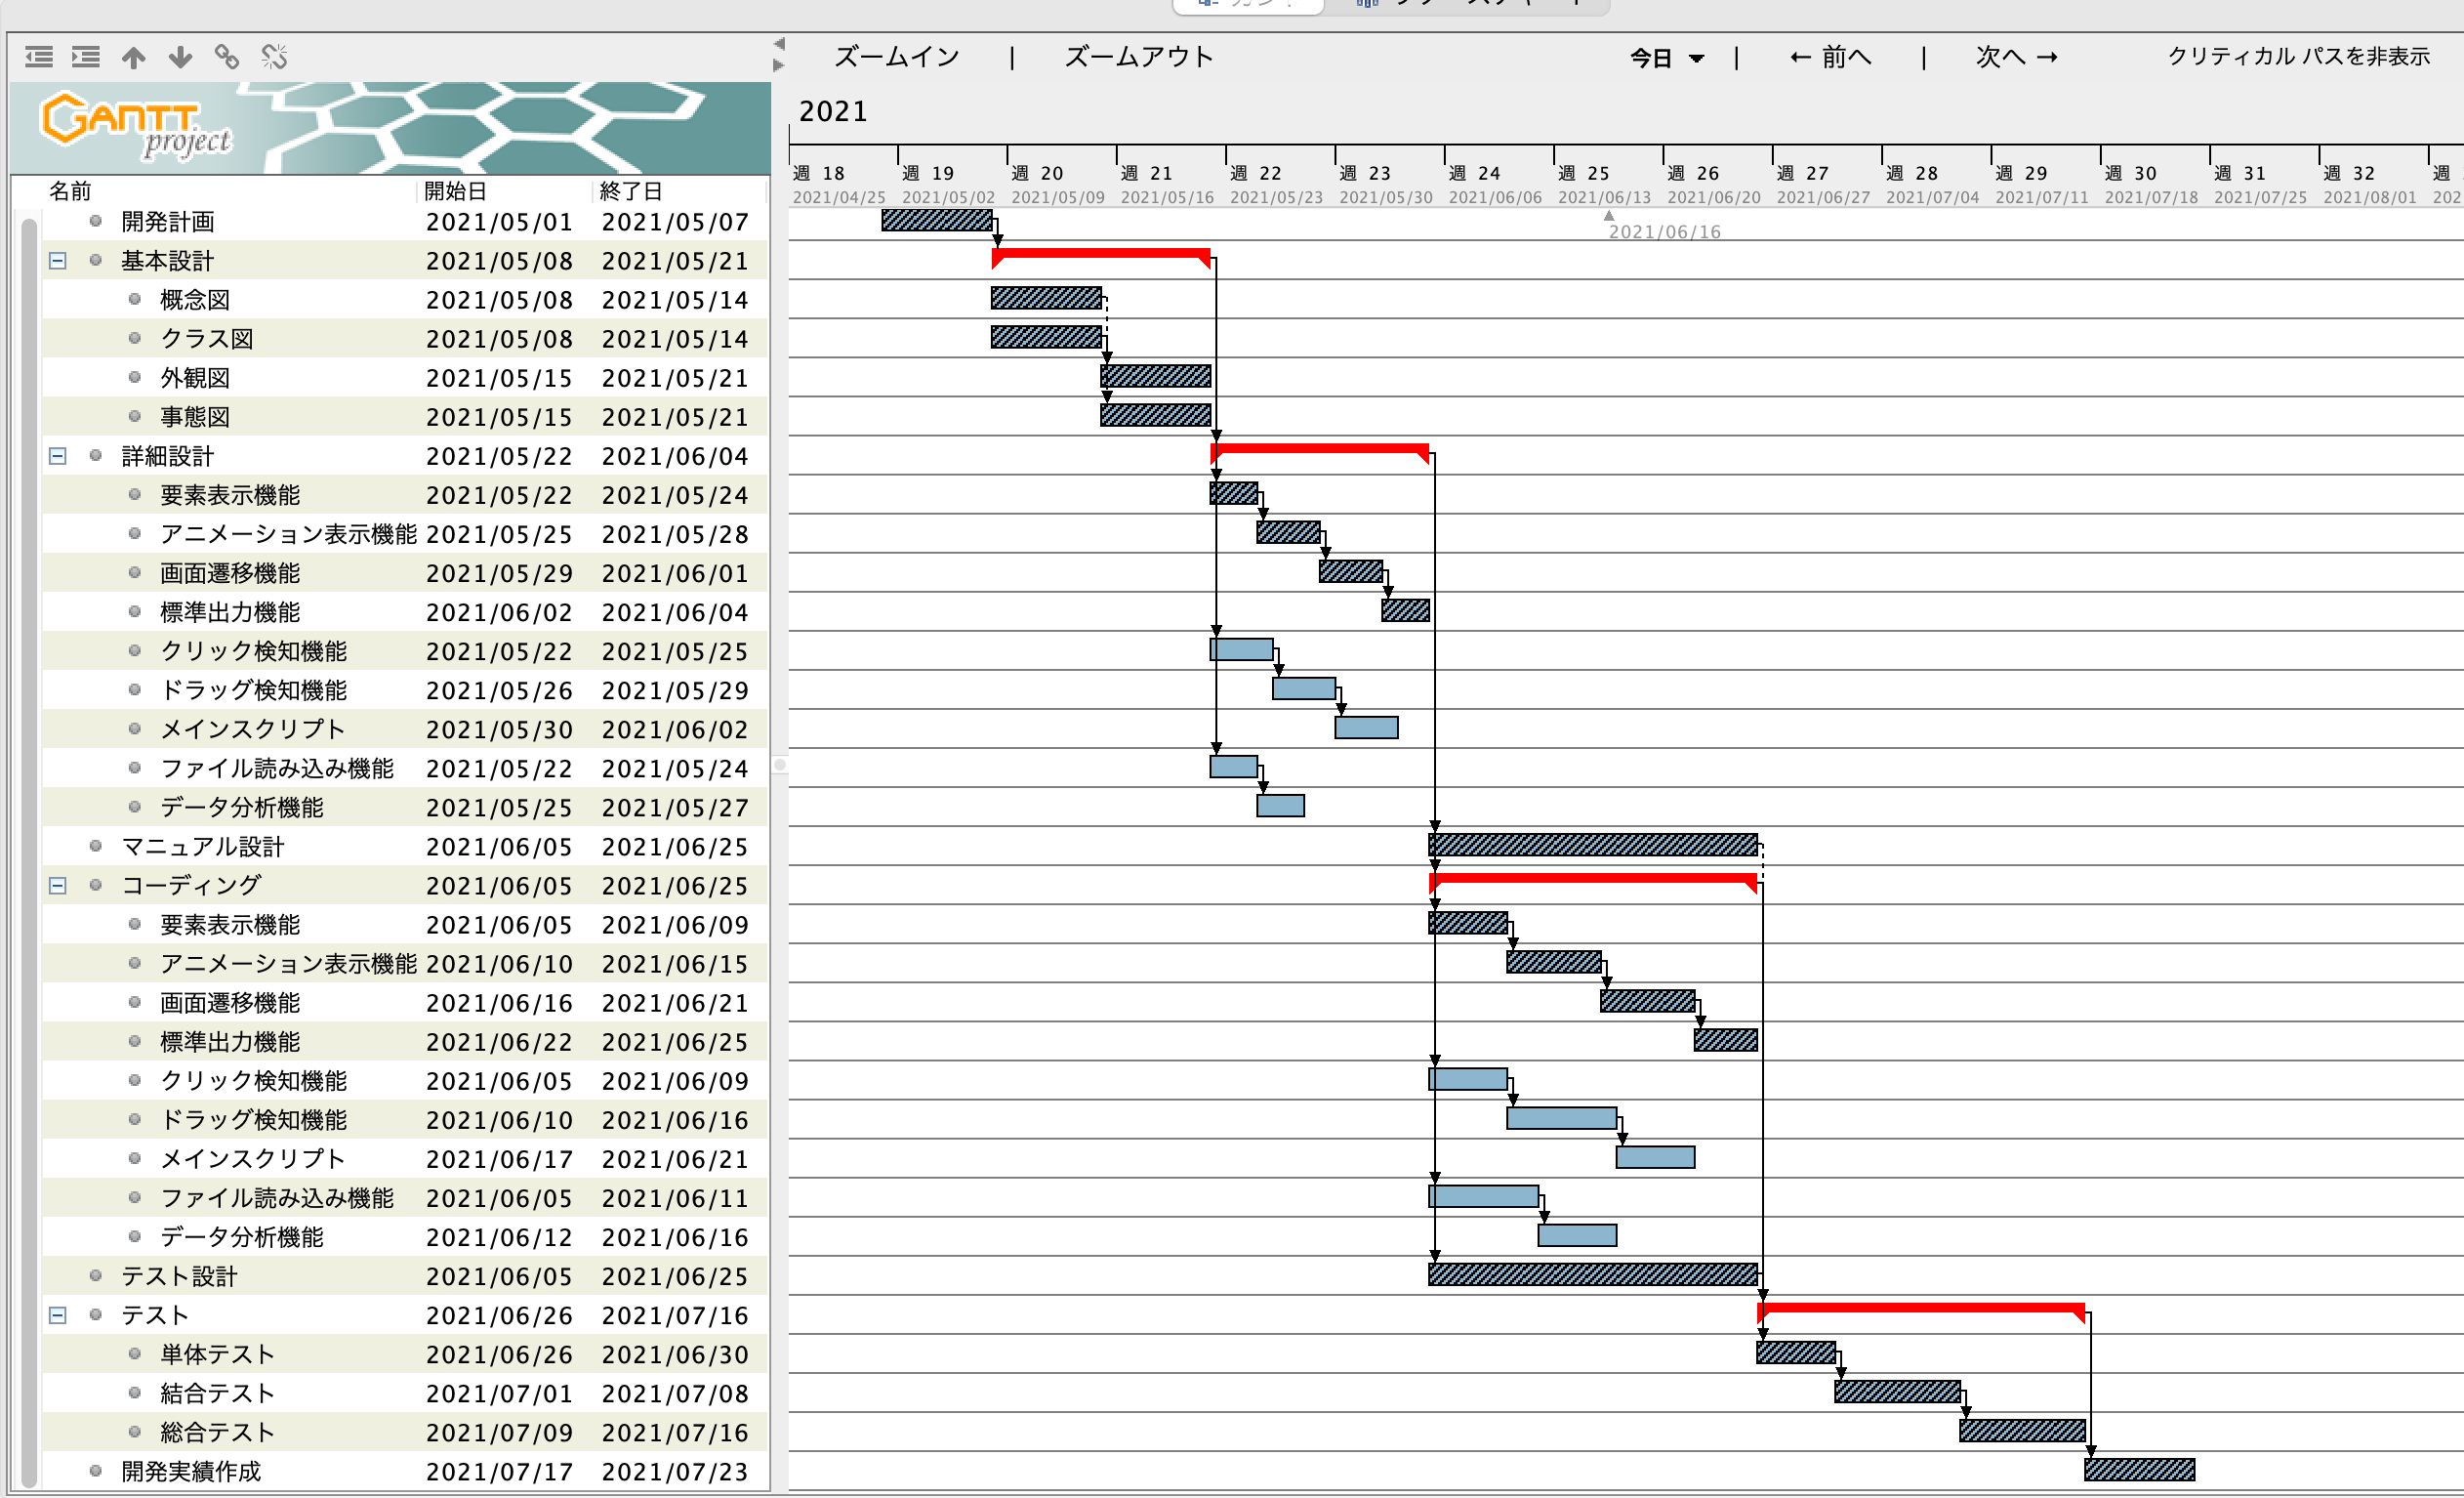 ズームイン | ズームアウト 今日 | ← 前へ | 次へ → クリティカル パスを非表示
GANTT project
2021
週 18 週 19 週 20 週 21 週 22 週 23 週 24 週 25 週 26 週 27 週 28 週 29 週 30 週 31 週 32 週
2021/04/25 2021/05/02 2021/05/09 2021/05/16 2021/05/23 2021/05/30 2021/06/06 2021/06/13 2021/06/20 2021/06/27 2021/07/04 2021/07/11 2021/07/18 2021/07/25 2021/08/01 202
2021/06/16
名前 開始日 終了日
開発計画 2021/05/01 2021/05/07
基本設計 2021/05/08 2021/05/21
概念図 2021/05/08 2021/05/14
クラス図 2021/05/08 2021/05/14
外観図 2021/05/15 2021/05/21
事態図 2021/05/15 2021/05/21
詳細設計 2021/05/22 2021/06/04
要素表示機能 2021/05/22 2021/05/24
アニメーション表示機能 2021/05/25 2021/05/28
画面遷移機能 2021/05/29 2021/06/01
標準出力機能 2021/06/02 2021/06/04
クリック検知機能 2021/05/22 2021/05/25
ドラッグ検知機能 2021/05/26 2021/05/29
メインスクリプト 2021/05/30 2021/06/02
ファイル読み込み機能 2021/05/22 2021/05/24
データ分析機能 2021/05/25 2021/05/27
マニュアル設計 2021/06/05 2021/06/25
コーディング 2021/06/05 2021/06/25
要素表示機能 2021/06/05 2021/06/09
アニメーション表示機能 2021/06/10 2021/06/15
画面遷移機能 2021/06/16 2021/06/21
標準出力機能 2021/06/22 2021/06/25
クリック検知機能 2021/06/05 2021/06/09
ドラッグ検知機能 2021/06/10 2021/06/16
メインスクリプト 2021/06/17 2021/06/21
ファイル読み込み機能 2021/06/05 2021/06/11
データ分析機能 2021/06/12 2021/06/16
テスト設計 2021/06/05 2021/06/25
テスト 2021/06/26 2021/07/16
単体テスト 2021/06/26 2021/06/30
結合テスト 2021/07/01 2021/07/08
総合テスト 2021/07/09 2021/07/16
開発実績作成 2021/07/17 2021/07/23